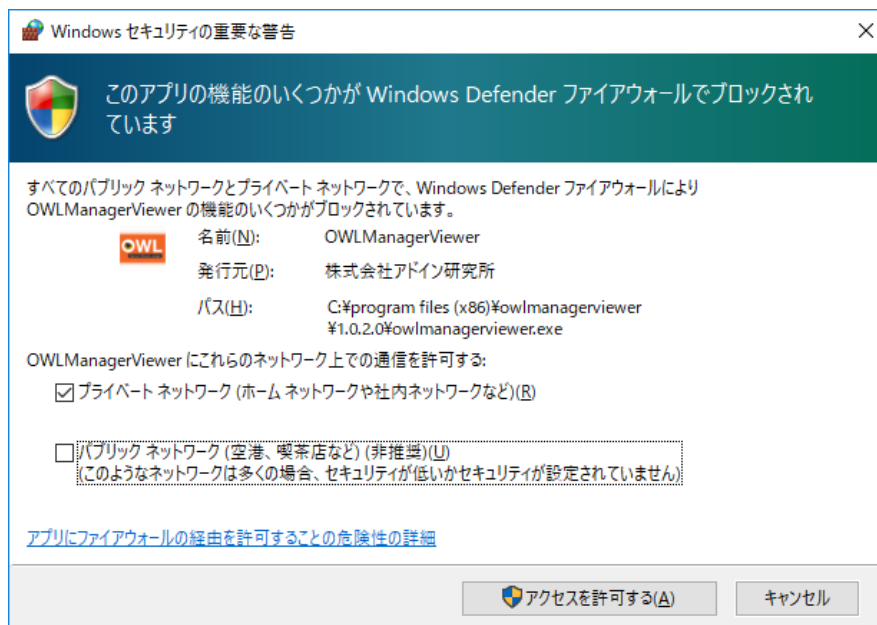 Windows セキュリティの重要な警告
このアプリの機能のいくつかが Windows Defender ファイアウォールでブロックされ
ています
すべてのパブリック ネットワークとプライベート ネットワークで、Windows Defender ファイアウォールにより
OWLManagerViewer の機能のいくつかがブロックされています。
OWL
名前(N): OWLManagerViewer
発行元(P): 株式会社アドイン研究所
パス(H): C:¥program files (x86)¥owlmanagerviewer
¥1.0.2.0¥owlmanagerviewer.exe
OWLManagerViewer にこれらのネットワーク上での通信を許可する:
プライベート ネットワーク (ホーム ネットワークや社内ネットワークなど)(R)
パブリック ネットワーク (空港、喫茶店など) (非推奨)(U)
(このようなネットワークは多くの場合、セキュリティが低いかセキュリティが設定されていません)
アプリにファイアウォールの経由を許可することの危険性の詳細
アクセスを許可する(A)
キャンセル